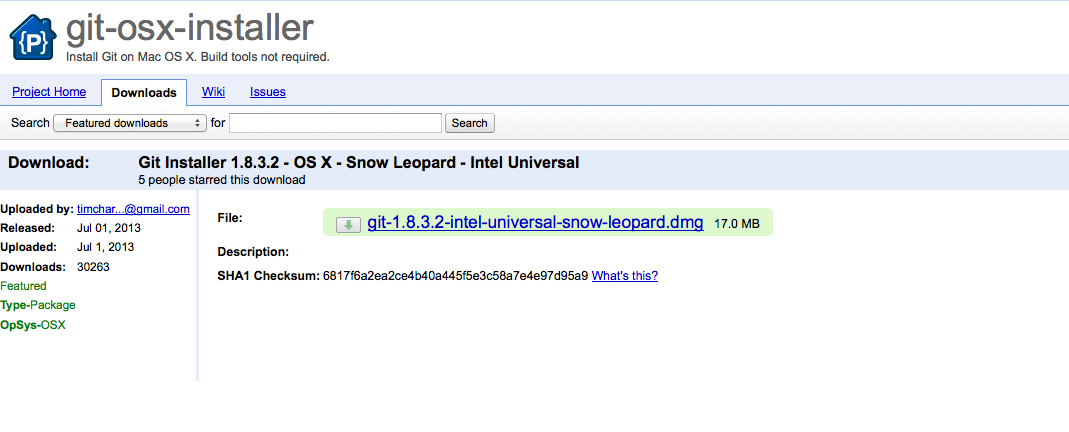 {P}
git-osx-installer
Install Git on Mac OS X. Build tools not required.
Project Home Downloads Wiki Issues
Search Featured downloads for Search
Download: Git Installer 1.8.3.2 - OS X - Snow Leopard - Intel Universal
5 people starred this download
Uploaded by: timchar...@gmail.com
Released: Jul 01, 2013
Uploaded: Jul 1, 2013
Downloads: 30263
Featured
Type-Package
OpSys-OSX
File: git-1.8.3.2-intel-universal-snow-leopard.dmg 17.0 MB
Description:
SHA1 Checksum: 6817f6a2ea2ce4b40a445f5e3c58a7e4e97d95a9 What's this?